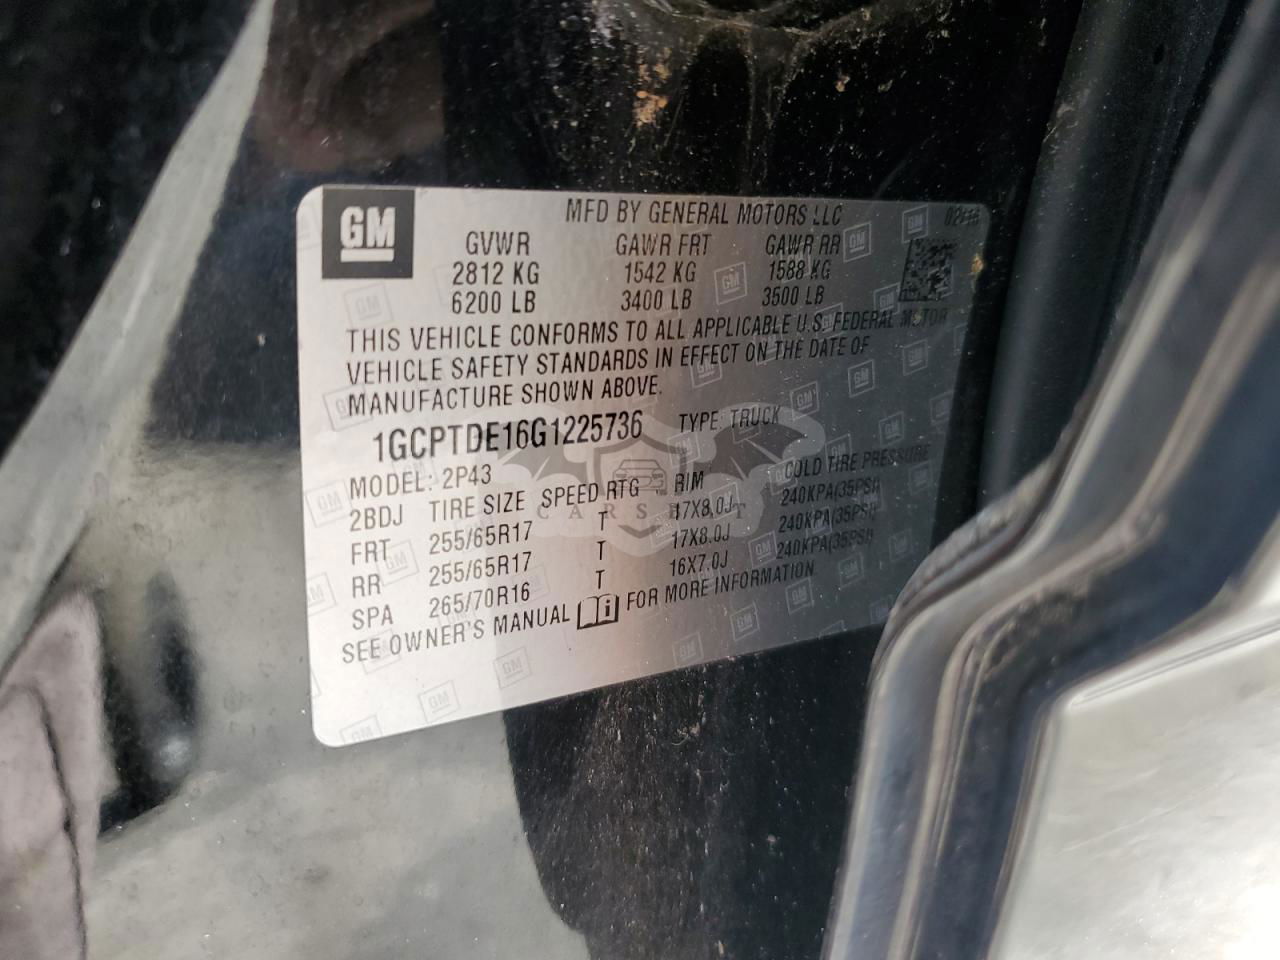 GM
MFD BY GENERAL MOTORS LLC 02/16
GVWR GAWR FRT GAWR RR
2812 KG 1542 KG 1588 KG
6200 LB 3400 LB 3500 LB
THIS VEHICLE CONFORMS TO ALL APPLICABLE U.S. FEDERAL MOTOR
VEHICLE SAFETY STANDARDS IN EFFECT ON THE DATE OF
MANUFACTURE SHOWN ABOVE.
1GCPTDE16G1225736 TYPE: TRUCK
MODEL: 2P43
2BDJ TIRE SIZE SPEED RTG RIM COLD TIRE PRESSURE
FRT 255/65R17 T 17X8.0J 240KPA(35PSI)
RR 255/65R17 T 17X8.0J 240KPA(35PSI)
SPA 265/70R16 T 16X7.0J 240KPA(35PSI)
SEE OWNER'S MANUAL FOR MORE INFORMATION